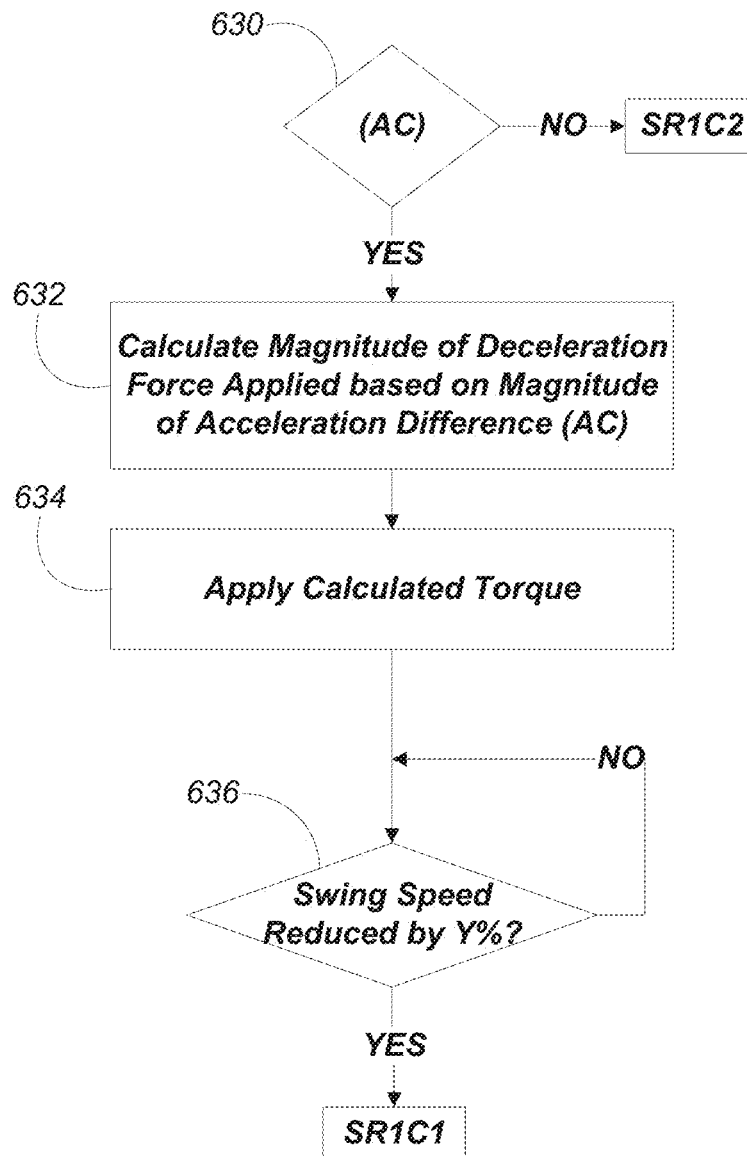 630
(AC)
NO
SR1C2
YES
632
Calculate Magnitude of Deceleration
Force Applied based on Magnitude
of Acceleration Difference (AC)
634
Apply Calculated Torque
NO
636
Swing Speed
Reduced by Y%?
YES
SR1C1